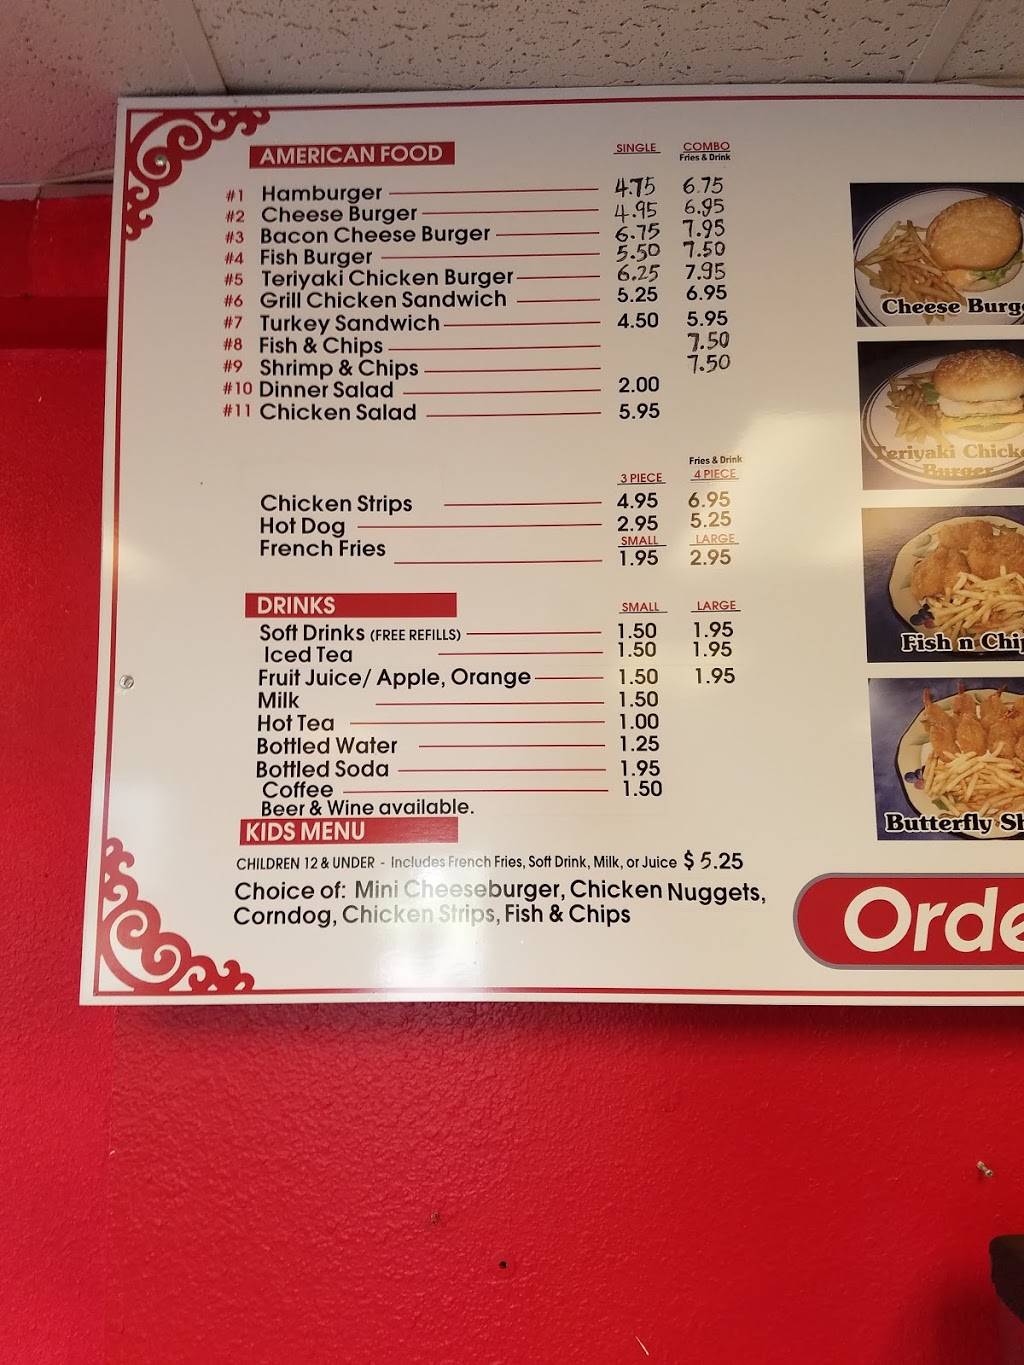 AMERICAN FOOD SINGLE COMBO
Fries & Drink
#1 Hamburger 4.75 6.75
#2 Cheese Burger 4.95 6.95
#3 Bacon Cheese Burger 6.75 7.95
#4 Fish Burger 5.50 7.50
#5 Teriyaki Chicken Burger 6.25 7.95
#6 Grill Chicken Sandwich 5.25 6.95
#7 Turkey Sandwich 4.50 5.95
#8 Fish & Chips 7.50
#9 Shrimp & Chips 7.50
#10 Dinner Salad 2.00
#11 Chicken Salad 5.95
Fries & Drink
3 PIECE 4 PIECE
Chicken Strips 4.95 6.95
Hot Dog 2.95 5.25
SMALL LARGE
French Fries 1.95 2.95
DRINKS SMALL LARGE
Soft Drinks (FREE REFILLS) 1.50 1.95
Iced Tea 1.50 1.95
Fruit Juice/ Apple, Orange 1.50 1.95
Milk 1.50
Hot Tea 1.00
Bottled Water 1.25
Bottled Soda 1.95
Coffee 1.50
Beer & Wine available.
KIDS MENU
CHILDREN 12 & UNDER - Includes French Fries, Soft Drink, Milk, or Juice $ 5.25
Choice of: Mini Cheeseburger, Chicken Nuggets,
Corndog, Chicken Strips, Fish & Chips
Cheese Burge
Teriyaki Chicke
Burger
Fish n Chip
Butterfly Sh
Orde